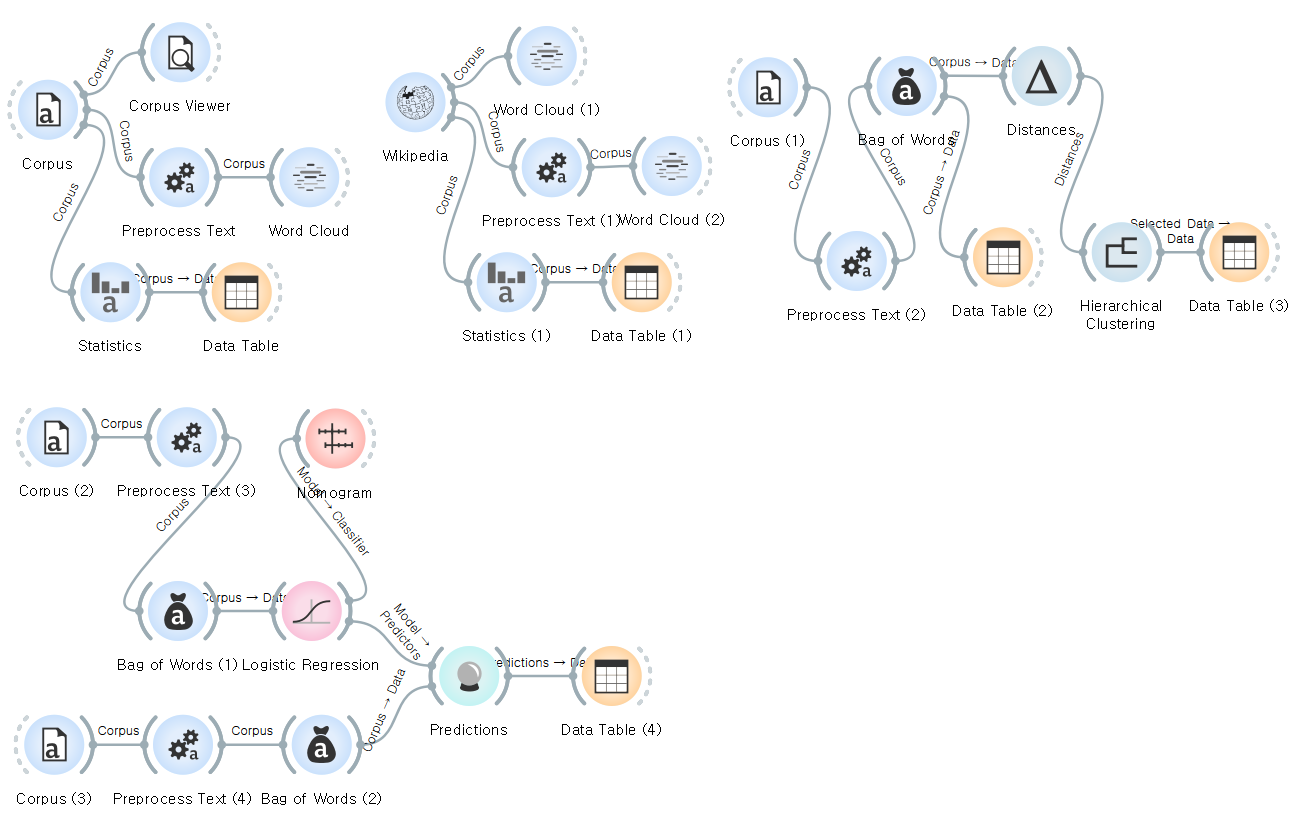 Corpus
Corpus Viewer
Corpus
Corpus
Corpus
Preprocess Text
Word Cloud
Corpus
Corpus → Data
Statistics
Data Table
Corpus
Word Cloud (1)
Wikipedia
Corpus
Corpus
Preprocess Text (1)
Word Cloud (2)
Corpus
Corpus → Data
Statistics (1)
Data Table (1)
Corpus (1)
Corpus → Data
Bag of Words
Distances
Corpus
Corpus
Corpus → Data
Distances
Selected Data →
Data
Preprocess Text (2)
Data Table (2)
Hierarchical
Clustering
Data Table (3)
Corpus
Corpus (2)
Preprocess Text (3)
Nomogram
Corpus
Model → Classifier
Corpus → Data
Bag of Words (1)
Logistic Regression
Model →
Predictors
edictions → Da
Corpus → Data
Predictions
Data Table (4)
Corpus
Corpus
Corpus (3)
Preprocess Text (4)
Bag of Words (2)